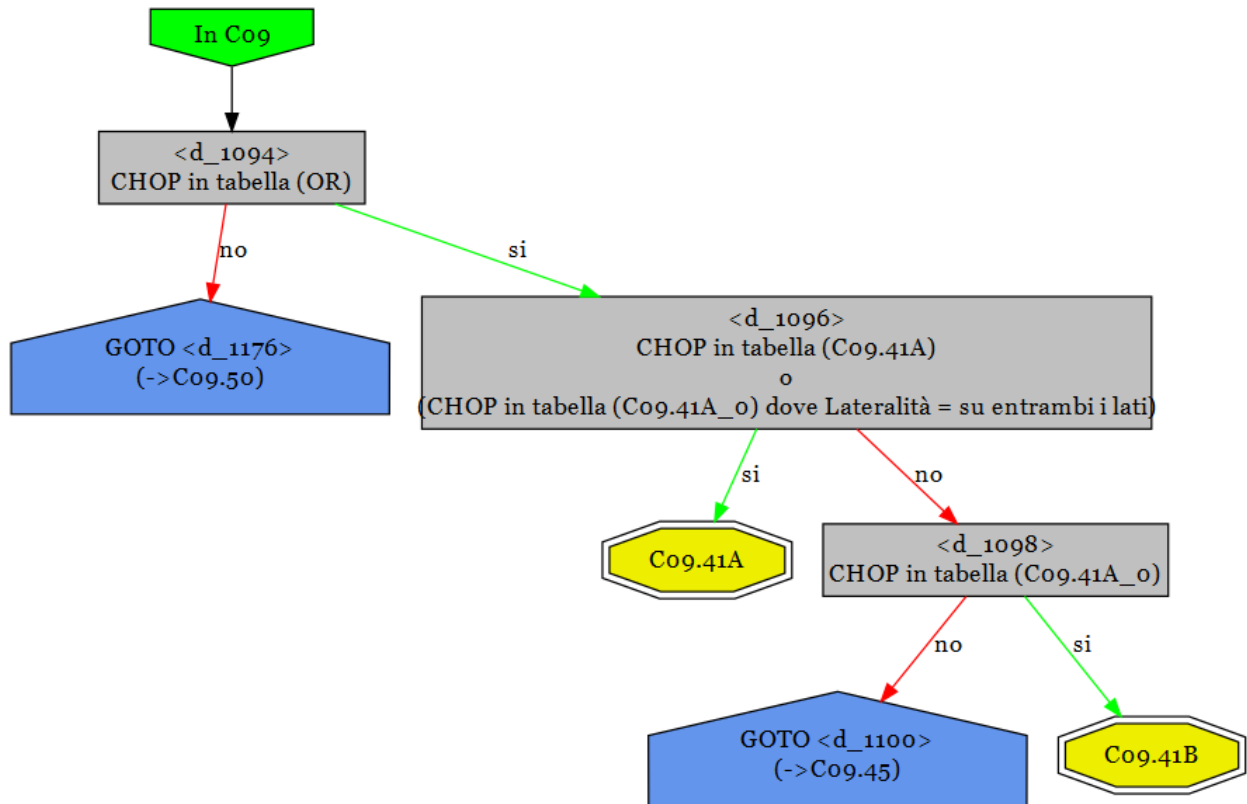 In C09
<d_1094>
CHOP in tabella (OR)
no
si
GOTO <d_1176>
(->C09.50)
<d_1096>
CHOP in tabella (C09.41A)
o
(CHOP in tabella (C09.41A_0) dove Lateralità = su entrambi i lati)
si
no
C09.41A
<d_1098>
CHOP in tabella (C09.41A_0)
no
si
GOTO <d_1100>
(->C09.45)
C09.41B